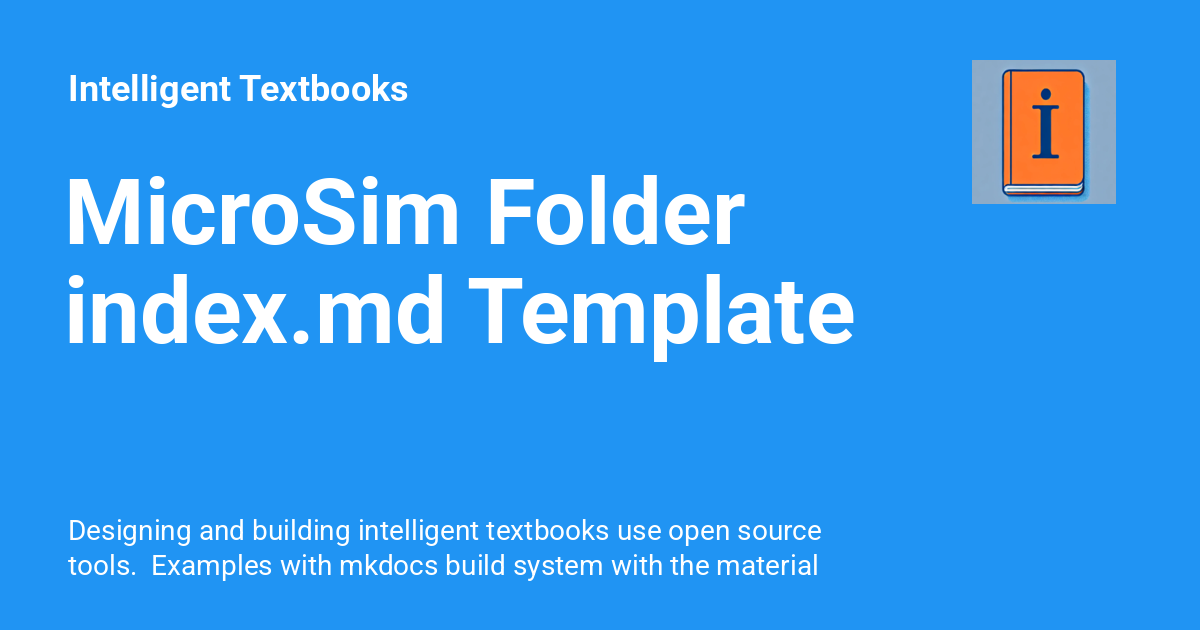 Intelligent Textbooks
i
MicroSim Folder
index.md Template
Designing and building intelligent textbooks use open source
tools.  Examples with mkdocs build system with the material